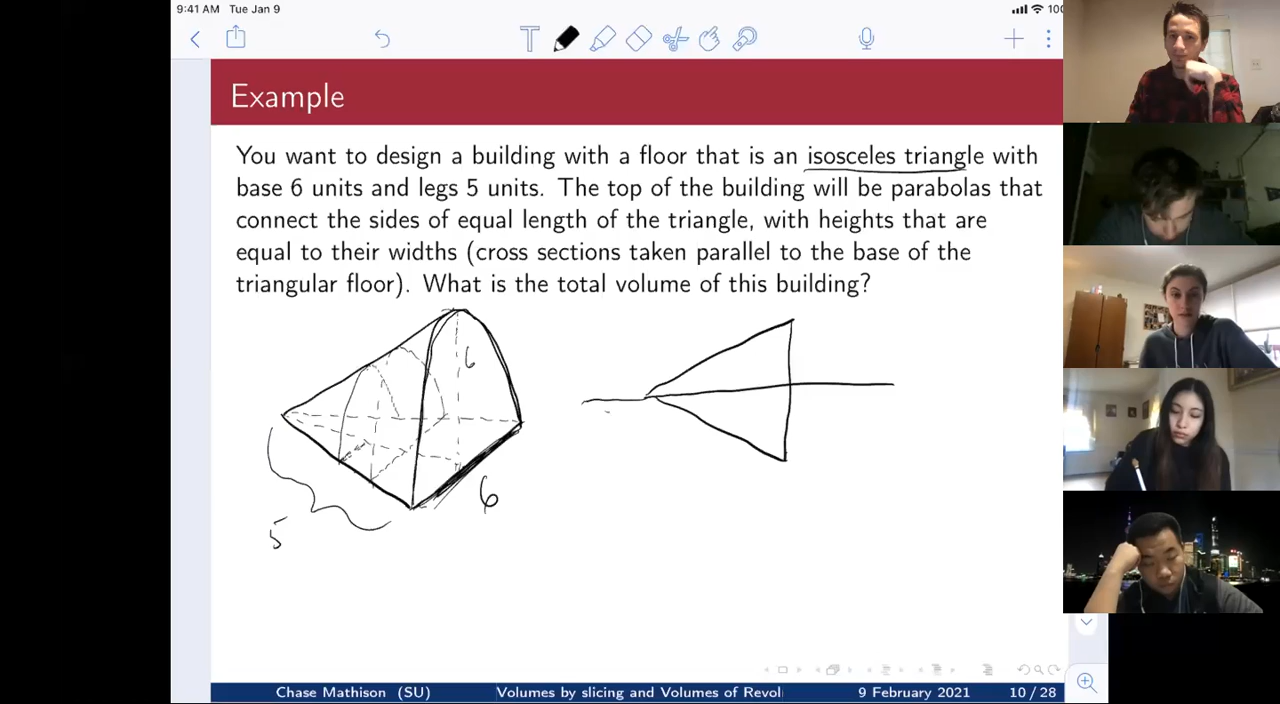 9:41 AM Tue Jan 9
Example
You want to design a building with a floor that is an isosceles triangle with
base 6 units and legs 5 units. The top of the building will be parabolas that
connect the sides of equal length of the triangle, with heights that are
equal to their widths (cross sections taken parallel to the base of the
triangular floor). What is the total volume of this building?
6
6
5
Chase Mathison (SU) Volumes by slicing and Volumes of Revol 9 February 2021 10 / 28